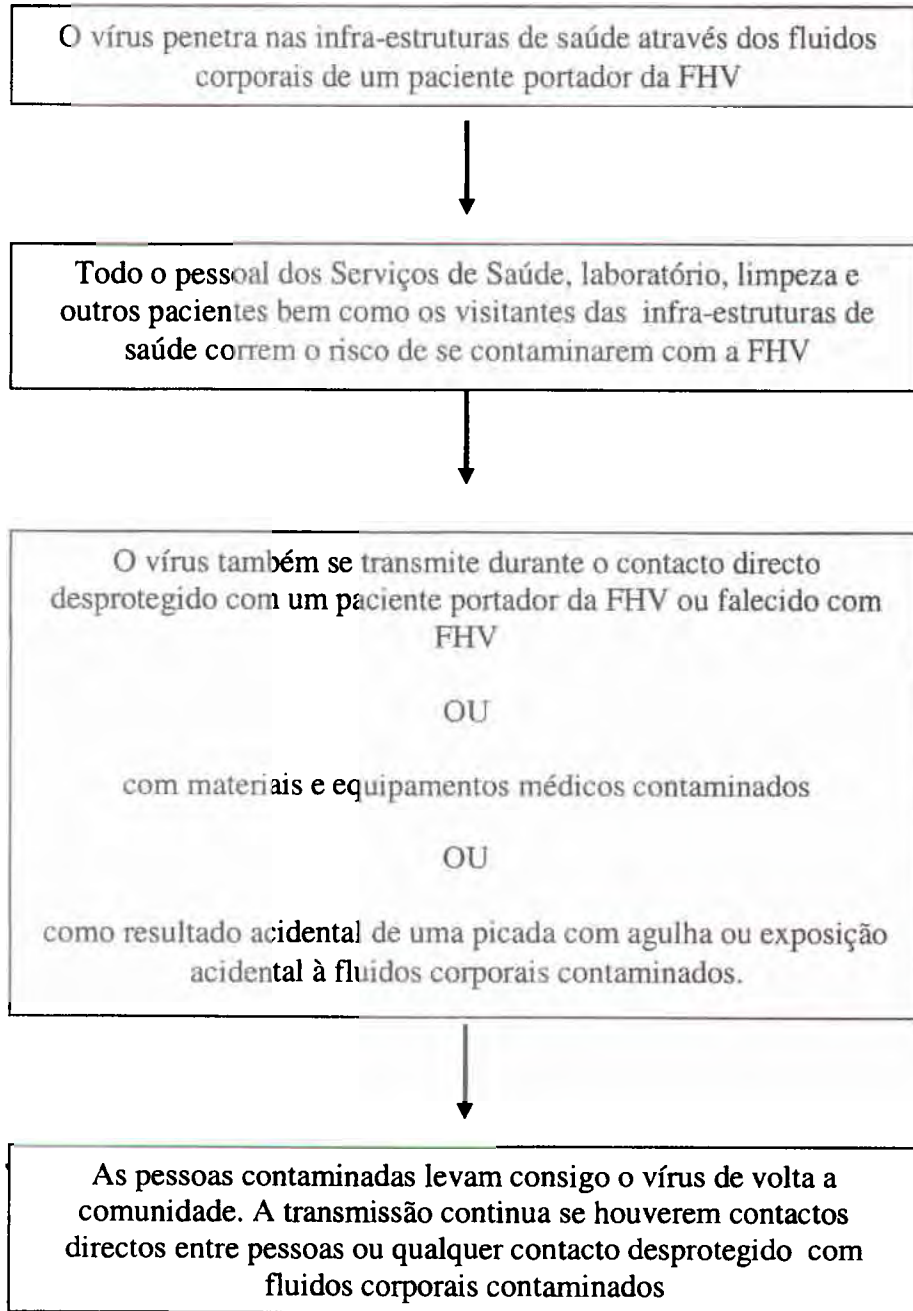 O vírus penetra nas infra-estruturas de saúde através dos fluidos
corporais de um paciente portador da FHV
Todo o pessoal dos Serviços de Saúde, laboratório, limpeza e
outros pacientes bem como os visitantes das infra-estruturas de
saúde correm o risco de se contaminarem com a FHV
O vírus também se transmite durante o contacto directo
desprotegido com um paciente portador da FHV ou falecido com
FHV
OU
com materiais e equipamentos médicos contaminados
OU
como resultado acidental de uma picada com agulha ou exposição
acidental à fluidos corporais contaminados.
As pessoas contaminadas levam consigo o vírus de volta a
comunidade. A transmissão continua se houverem contactos
directos entre pessoas ou qualquer contacto desprotegido com
fluidos corporais contaminados